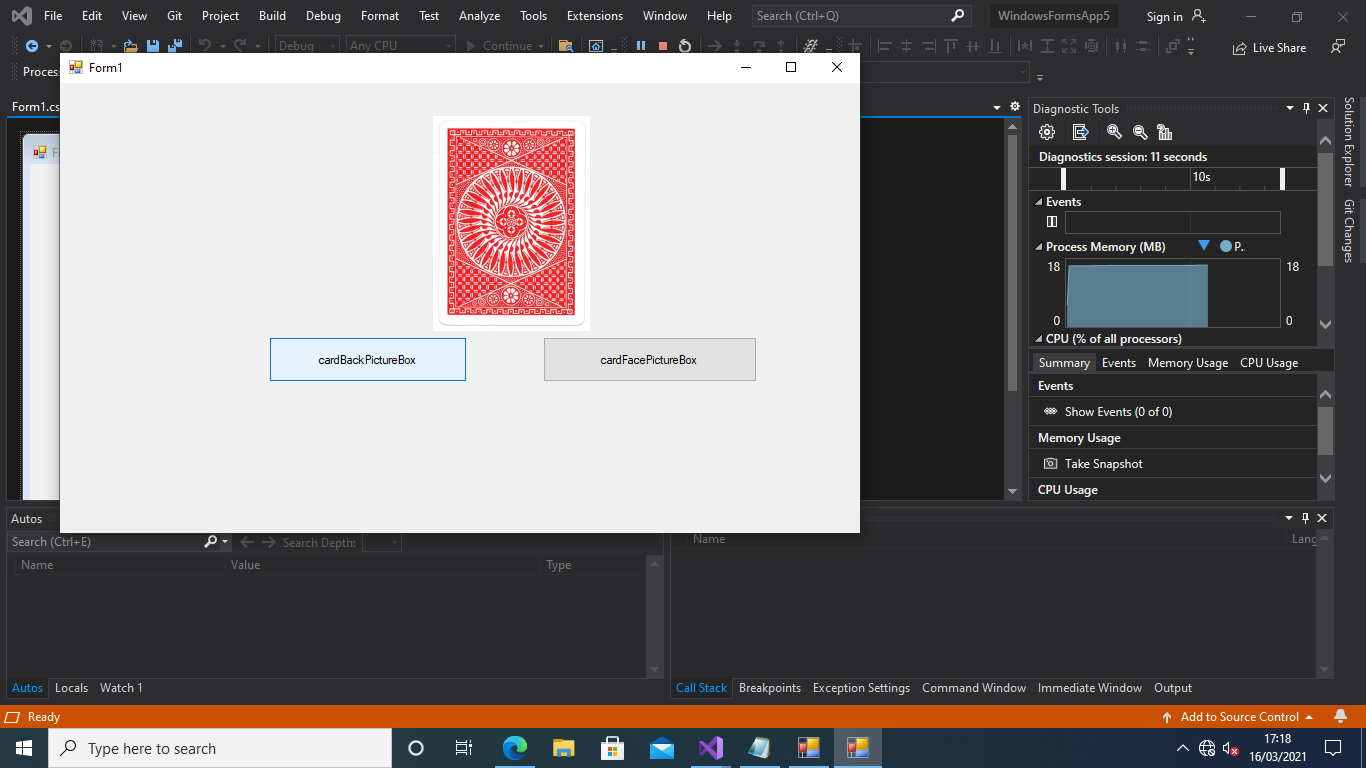 File Edit View Git Project Build Debug Format Test Analyze Tools Extensions Window Help Search (Ctrl+Q) WindowsFormsApp5 Sign in
Debug Any CPU Continue Live Share
Form1
Form1.cs
Diagnostic Tools
Diagnostics session: 11 seconds
10s
Events
Process Memory (MB) P..
18 18
0 0
CPU (% of all processors)
Summary Events Memory Usage CPU Usage
Events
Show Events (0 of 0)
Memory Usage
Take Snapshot
CPU Usage
Solution Explorer
Git Changes
cardBackPictureBox cardFacePictureBox
Autos
Search (Ctrl+E) Search Depth:
Name Value Type
Name Lang
Autos Locals Watch 1
Call Stack Breakpoints Exception Settings Command Window Immediate Window Output
Ready Add to Source Control
Type here to search
17:18
16/03/2021